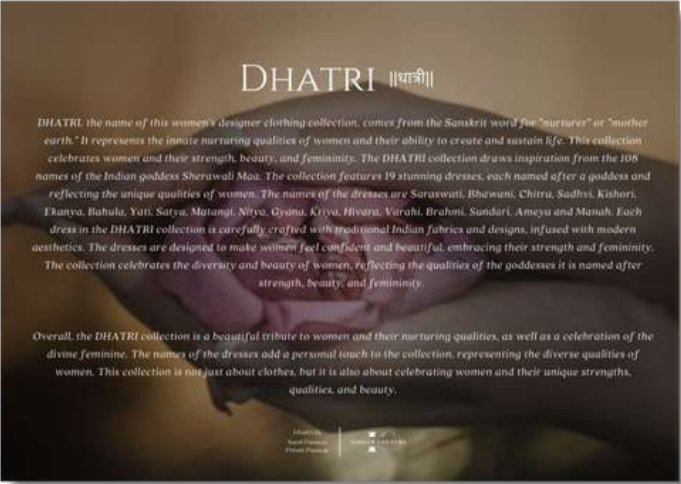 DHATRI ||धात्री||
DHATRI, the name of this women's designer clothing collection, comes from the Sanskrit word for "nurturer" or "mother
earth." It represents the innate nurturing qualities of women and their ability to create and sustain life. This collection
celebrates women and their strength, beauty, and femininity. The DHATRI collection draws inspiration from the 108
names of the Indian goddess Sherawali Maa. The collection features 19 stunning dresses, each named after a goddess and
reflecting the unique qualities of women. The names of the dresses are Saraswati, Bhawani, Chitra, Sadhvi, Kishori,
Ekanya, Bahula, Yati, Satya, Matangi, Nitya, Gyana, Kriya, Hivara, Varahi, Brahmi, Sundari, Ameya and Manah. Each
dress in the DHATRI collection is carefully crafted with traditional Indian fabrics and designs, infused with modern
aesthetics. The dresses are designed to make women feel confident and beautiful, embracing their strength and femininity.
The collection celebrates the diversity and beauty of women, reflecting the qualities of the goddesses it is named after
strength, beauty, and femininity.
Overall, the DHATRI collection is a beautiful tribute to women and their nurturing qualities, as well as a celebration of the
divine feminine. The names of the dresses add a personal touch to the collection, representing the diverse qualities of
women. This collection is not just about clothes, but it is also about celebrating women and their unique strengths,
qualities, and beauty.